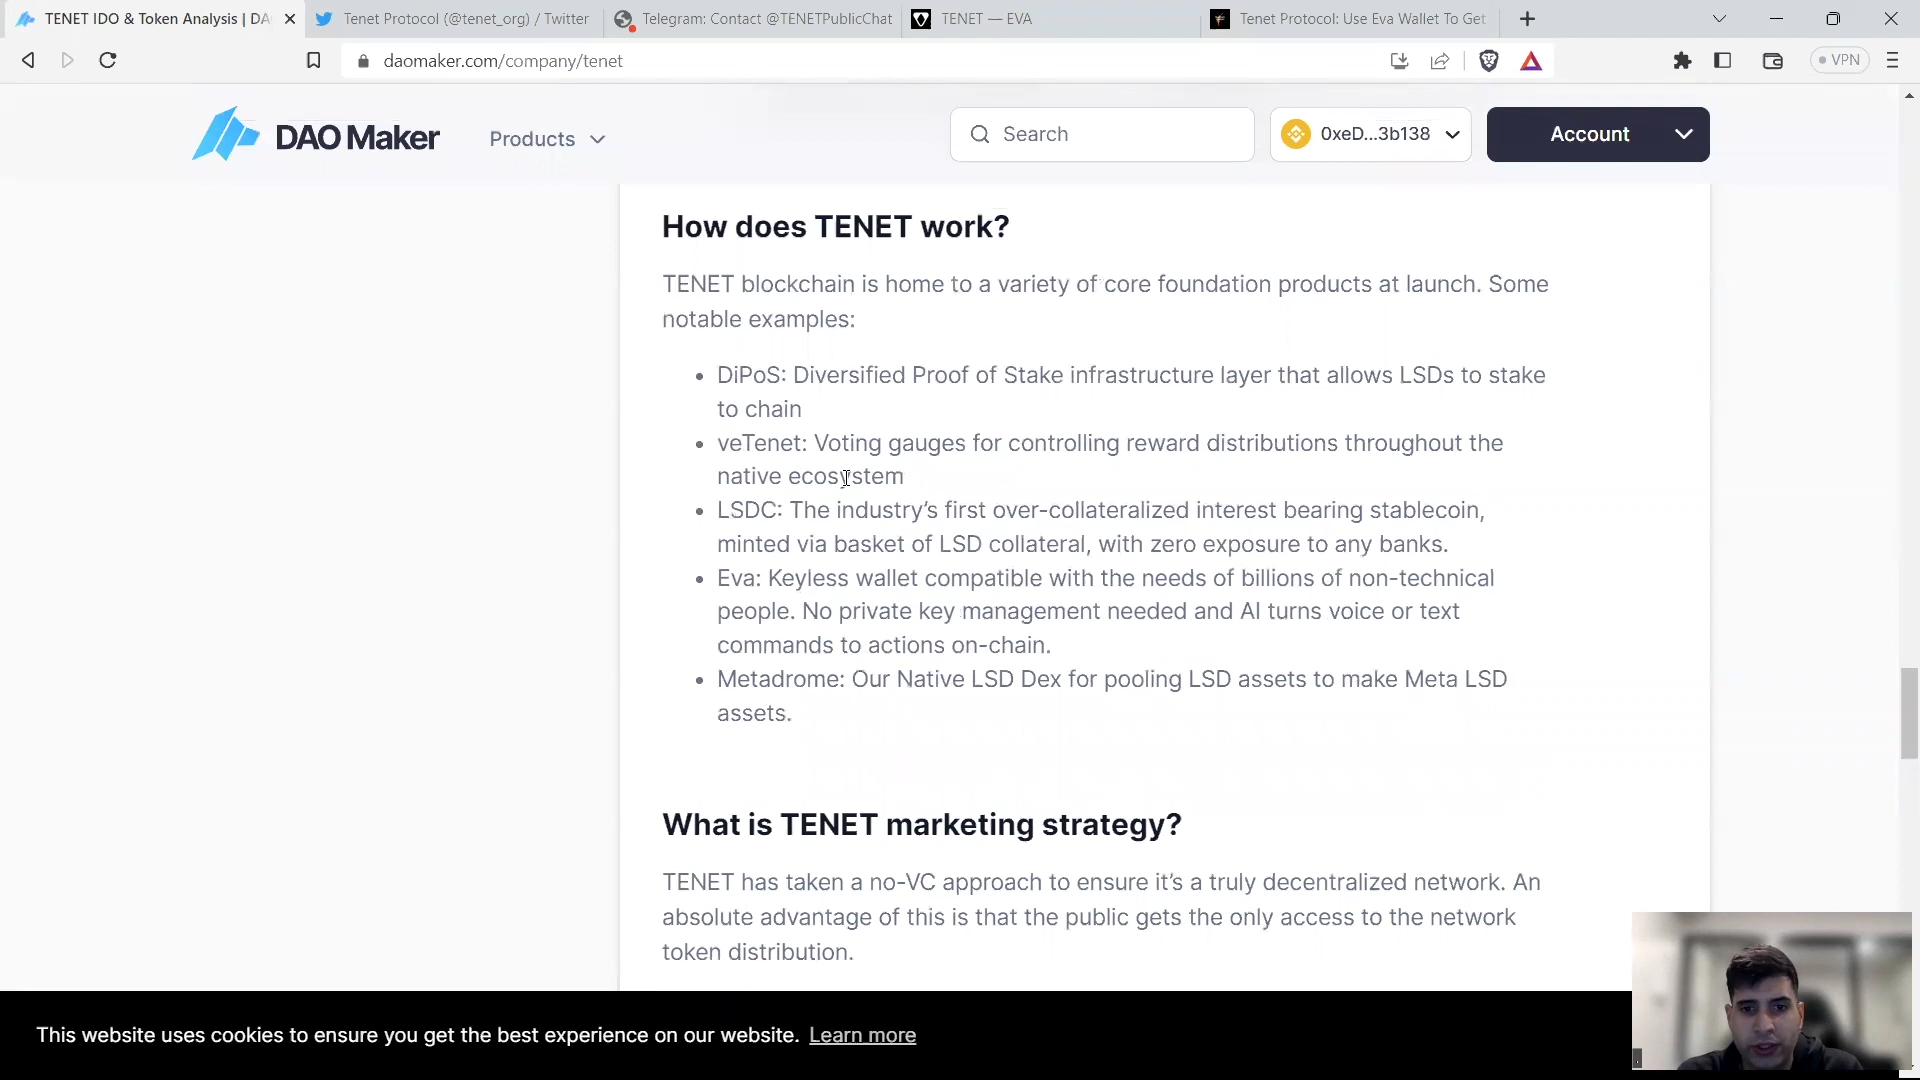 TENET IDO & Token Analysis | DA
Tenet Protocol (@tenet_org) / Twitter
Telegram: Contact @TENETPublicChat
TENET — EVA
Tenet Protocol: Use Eva Wallet To Get
daomaker.com/company/tenet
VPN
DAO Maker
Products
Search
0xeD...3b138
Account
How does TENET work?
TENET blockchain is home to a variety of core foundation products at launch. Some
notable examples:
• DiPoS: Diversified Proof of Stake infrastructure layer that allows LSDs to stake
to chain
• veTenet: Voting gauges for controlling reward distributions throughout the
native ecosystem
• LSDC: The industry’s first over-collateralized interest bearing stablecoin,
minted via basket of LSD collateral, with zero exposure to any banks.
• Eva: Keyless wallet compatible with the needs of billions of non-technical
people. No private key management needed and AI turns voice or text
commands to actions on-chain.
• Metadrome: Our Native LSD Dex for pooling LSD assets to make Meta LSD
assets.
What is TENET marketing strategy?
TENET has taken a no-VC approach to ensure it’s a truly decentralized network. An
absolute advantage of this is that the public gets the only access to the network
token distribution.
This website uses cookies to ensure you get the best experience on our website. Learn more